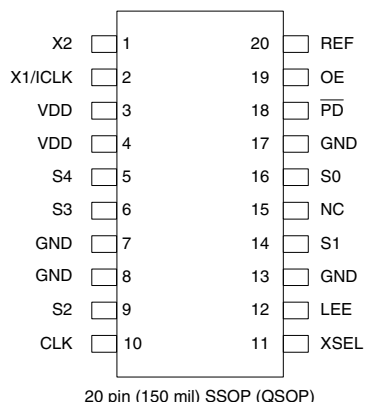 X2 1 20 REF
X1/ICLK 2 19 OE
VDD 3 18 PD
VDD 4 17 GND
S4 5 16 S0
S3 6 15 NC
GND 7 14 S1
GND 8 13 GND
S2 9 12 LEE
CLK 10 11 XSEL
20 pin (150 mil) SSOP (QSOP)